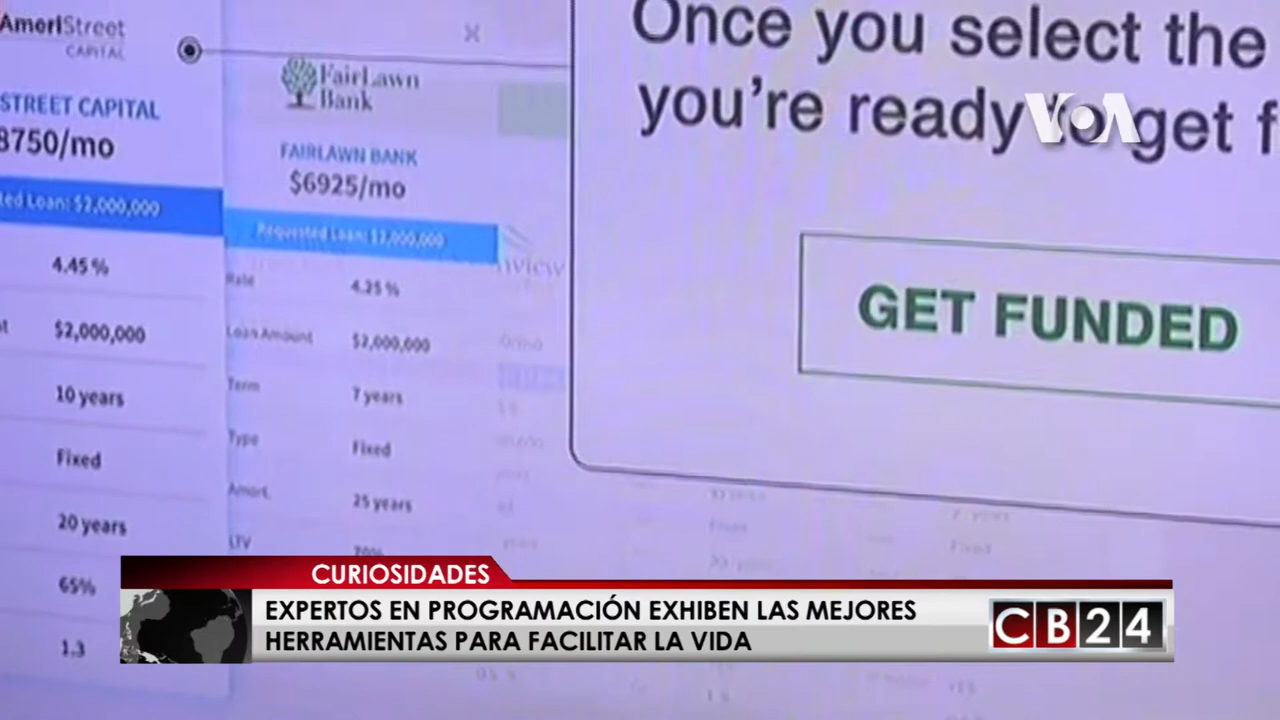 AmeriStreet
CAPITAL
STREET CAPITAL
8750/mo
Loan: $2,000,000
4.45 %
$2,000,000
10 years
Fixed
20 years
65%
1.3
×
FairLawn
Bank
FAIRLAWN BANK
$6925/mo
Requested Loan: $2,000,000
Rate 4.25 %
Loan Amount $2,000,000
Term 7 years
Type Fixed
Amort. 25 years
LTV 70%
Once you select the
you're ready to get f
VOA
GET FUNDED
CURIOSIDADES
EXPERTOS EN PROGRAMACIÓN EXHIBEN LAS MEJORES
HERRAMIENTAS PARA FACILITAR LA VIDA
CB24